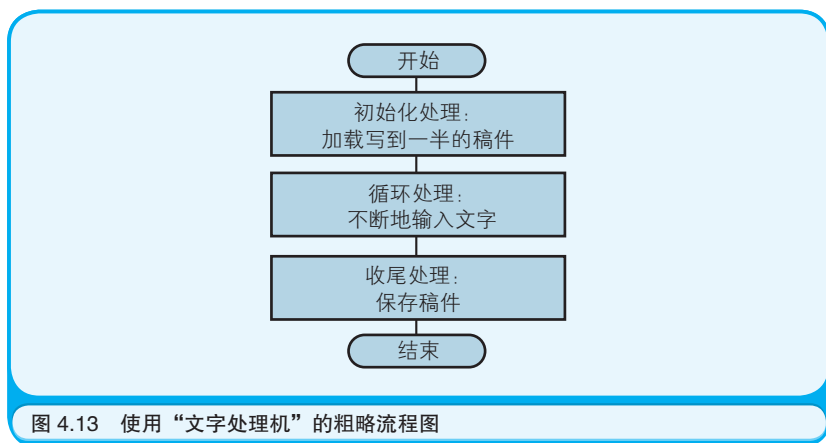 开始
初始化处理：
加载写到一半的稿件
循环处理：
不断地输入文字
收尾处理：
保存稿件
结束
图 4.13 使用“文字处理机”的粗略流程图